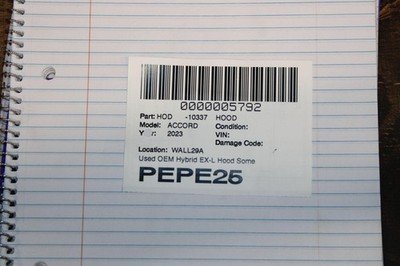 0000005792
Part: HOD -10337 HOOD
Model: ACCORD Condition:
Y r: 2023 VIN:
Damage Code:
Location: WALL29A
Used OEM Hybrid EX-L Hood Some
PEPE25